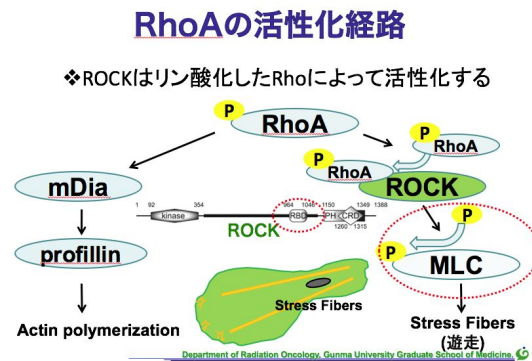 RhoAの活性化経路
❖ROCKはリン酸化したRhoによって活性化する
P
RhoA
P
RhoA
P
RhoA
ROCK
mDia
1 92 354 964 1046 1150 1349 1388
kinase
RBD
PH
CRD
1260 1315
ROCK
P
P
MLC
profillin
Stress Fibers
Actin polymerization
Stress Fibers
(遊走)
Department of Radiation Oncology, Gunma University Graduate School of Medicine.